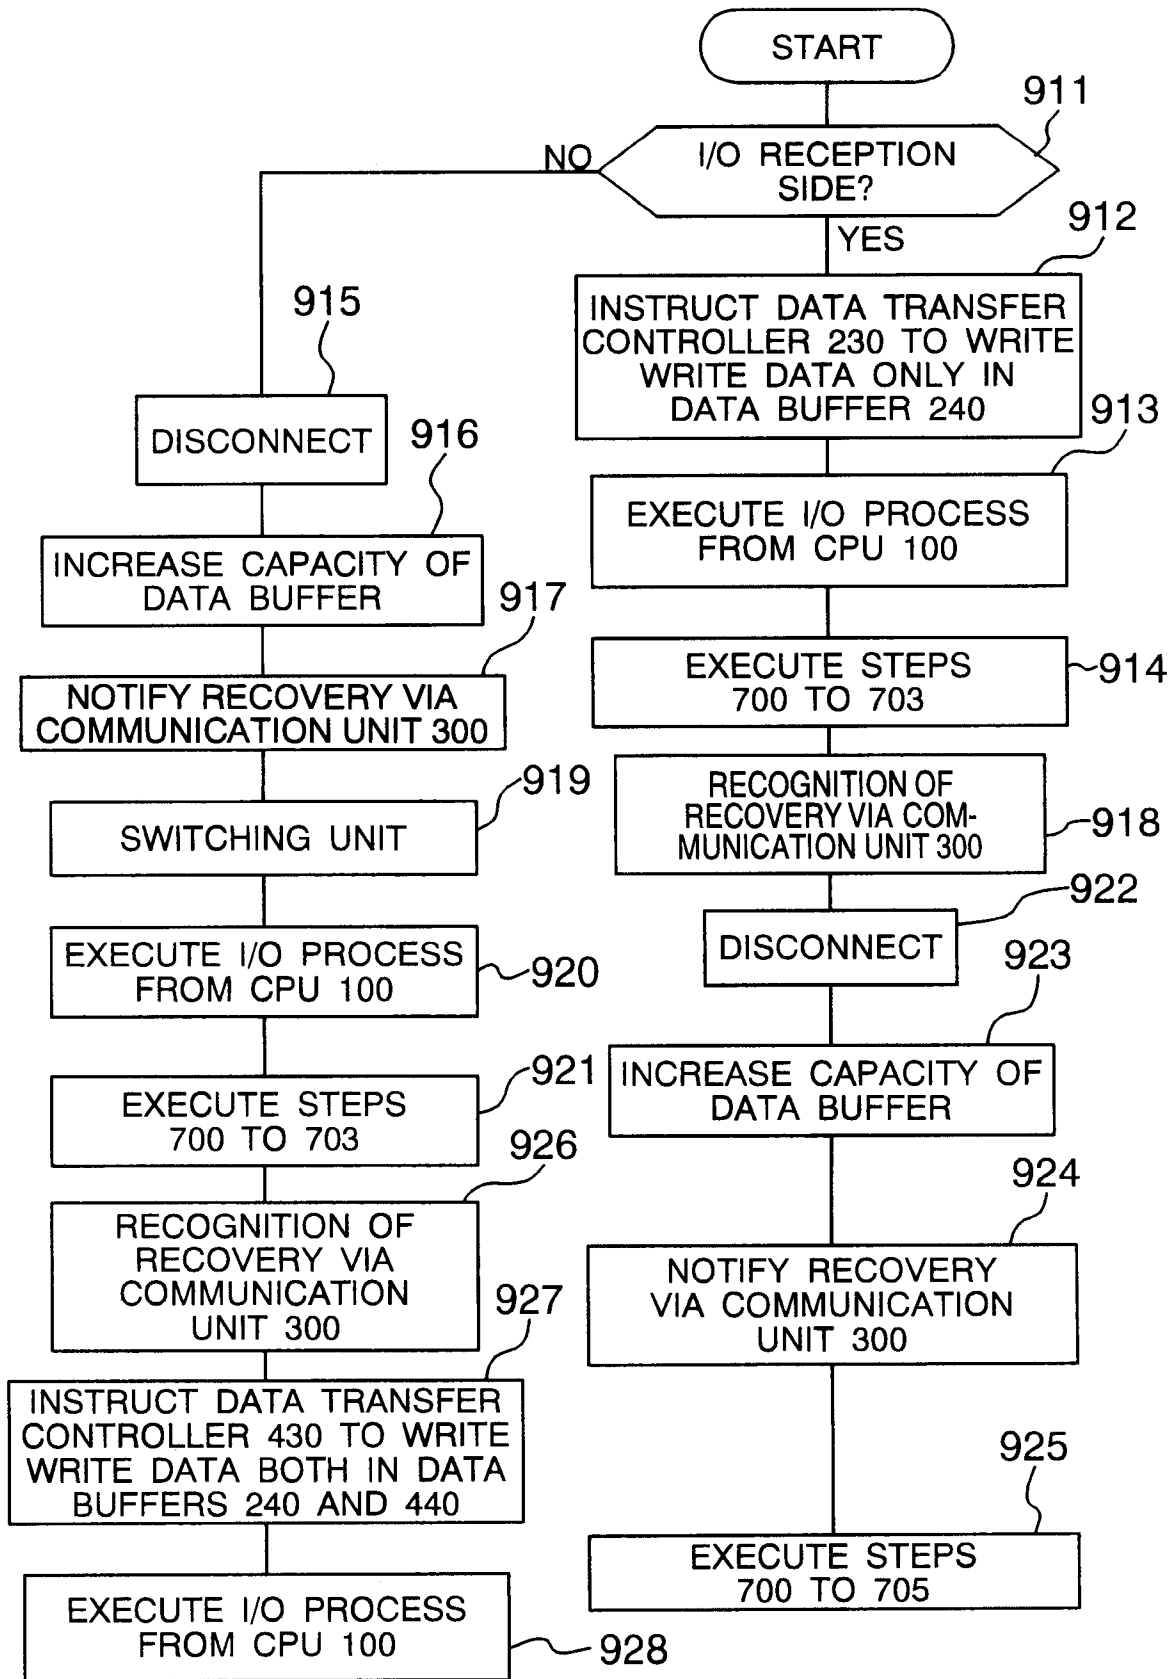 START
911
I/O RECEPTION
SIDE?
NO
YES
912
INSTRUCT DATA TRANSFER
CONTROLLER 230 TO WRITE
WRITE DATA ONLY IN
DATA BUFFER 240
913
EXECUTE I/O PROCESS
FROM CPU 100
EXECUTE STEPS
700 TO 703
914
RECOGNITION OF
RECOVERY VIA COM-
MUNICATION UNIT 300
918
922
DISCONNECT
923
INCREASE CAPACITY OF
DATA BUFFER
924
NOTIFY RECOVERY
VIA COMMUNICATION
UNIT 300
925
EXECUTE STEPS
700 TO 705
915
DISCONNECT
916
INCREASE CAPACITY OF
DATA BUFFER
917
NOTIFY RECOVERY VIA
COMMUNICATION UNIT 300
919
SWITCHING UNIT
EXECUTE I/O PROCESS
FROM CPU 100
920
921
EXECUTE STEPS
700 TO 703
926
RECOGNITION OF
RECOVERY VIA
COMMUNICATION
UNIT 300
927
INSTRUCT DATA TRANSFER
CONTROLLER 430 TO WRITE
WRITE DATA BOTH IN DATA
BUFFERS 240 AND 440
EXECUTE I/O PROCESS
FROM CPU 100
928